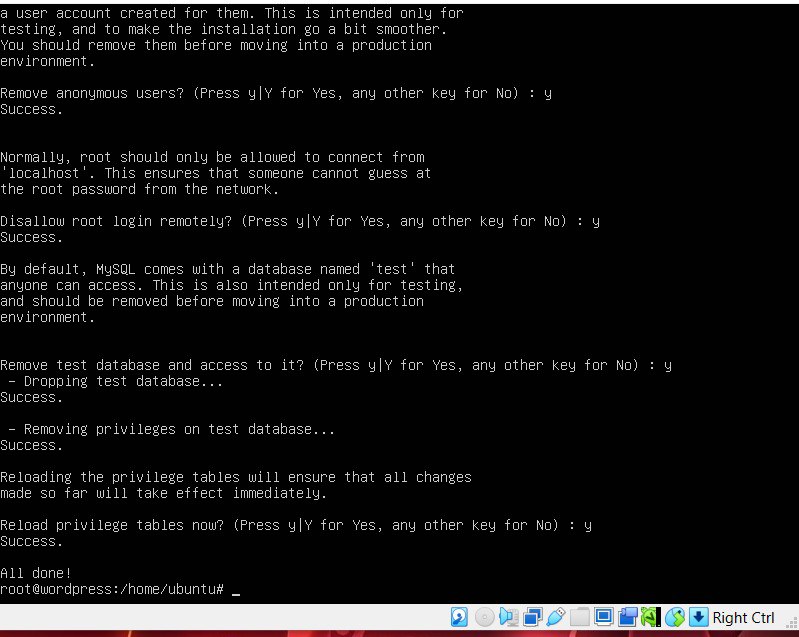 a user account created for them. This is intended only for
testing, and to make the installation go a bit smoother.
You should remove them before moving into a production
environment.
Remove anonymous users? (Press y|Y for Yes, any other key for No) : y
Success.
Normally, root should only be allowed to connect from
'localhost'. This ensures that someone cannot guess at
the root password from the network.
Disallow root login remotely? (Press y|Y for Yes, any other key for No) : y
Success.
By default, MySQL comes with a database named 'test' that
anyone can access. This is also intended only for testing,
and should be removed before moving into a production
environment.
Remove test database and access to it? (Press y|Y for Yes, any other key for No) : y
- Dropping test database...
Success.
- Removing privileges on test database...
Success.
Reloading the privilege tables will ensure that all changes
made so far will take effect immediately.
Reload privilege tables now? (Press y|Y for Yes, any other key for No) : y
Success.
All done!
root@wordpress:/home/ubuntu# _
Right Ctrl